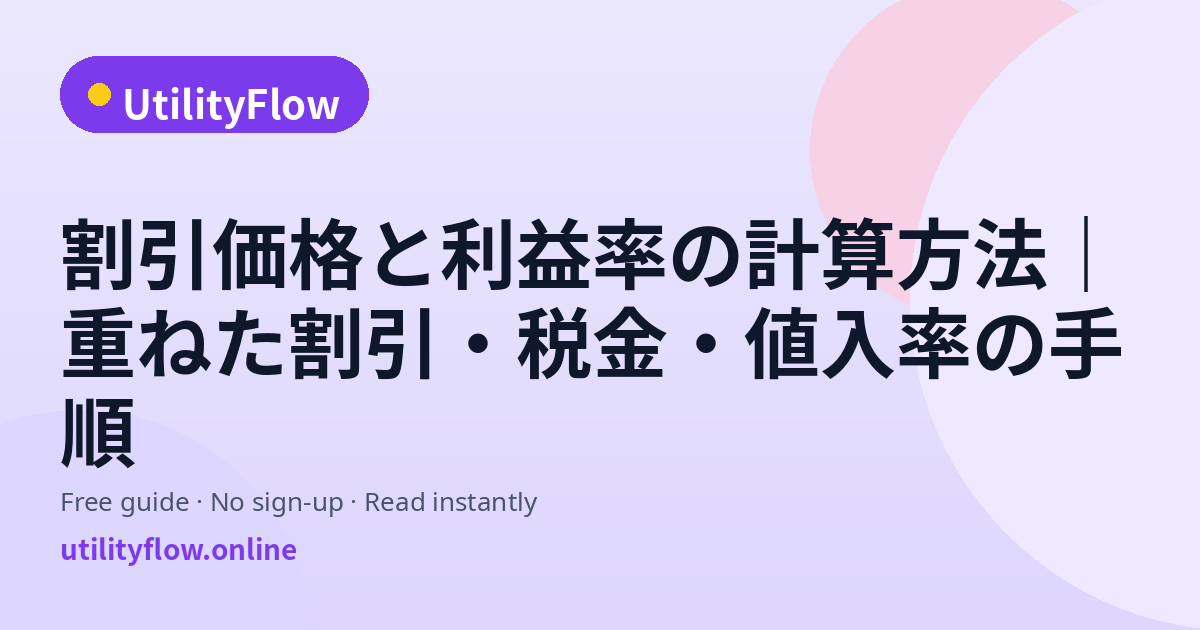 UtilityFlow
割引価格と利益率の計算方法｜
重ねた割引・税金・値入率の手
順
Free guide · No sign-up · Read instantly
utilityflow.online